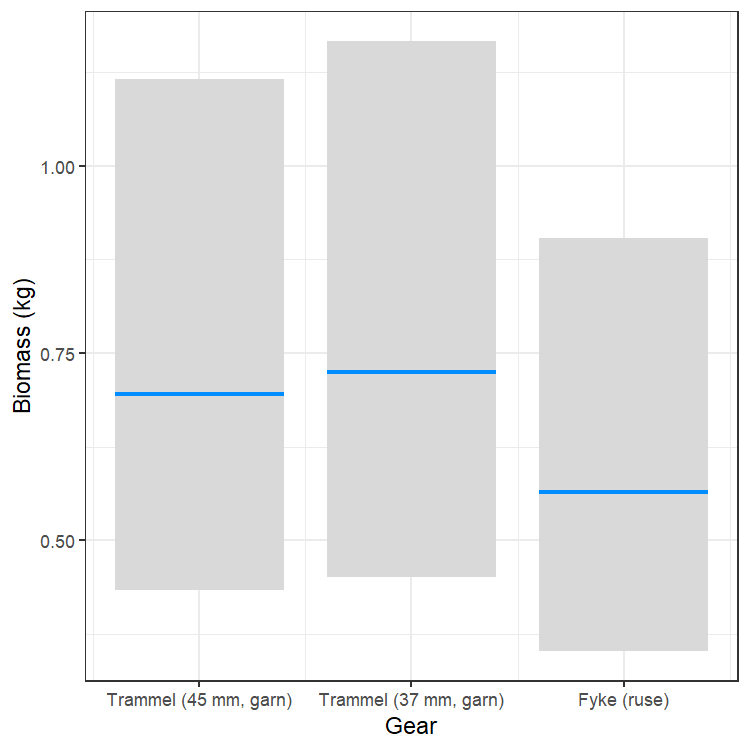 Biomass (kg)
1.00
0.75
0.50
Trammel (45 mm, garn)
Trammel (37 mm, garn)
Fyke (ruse)
Gear